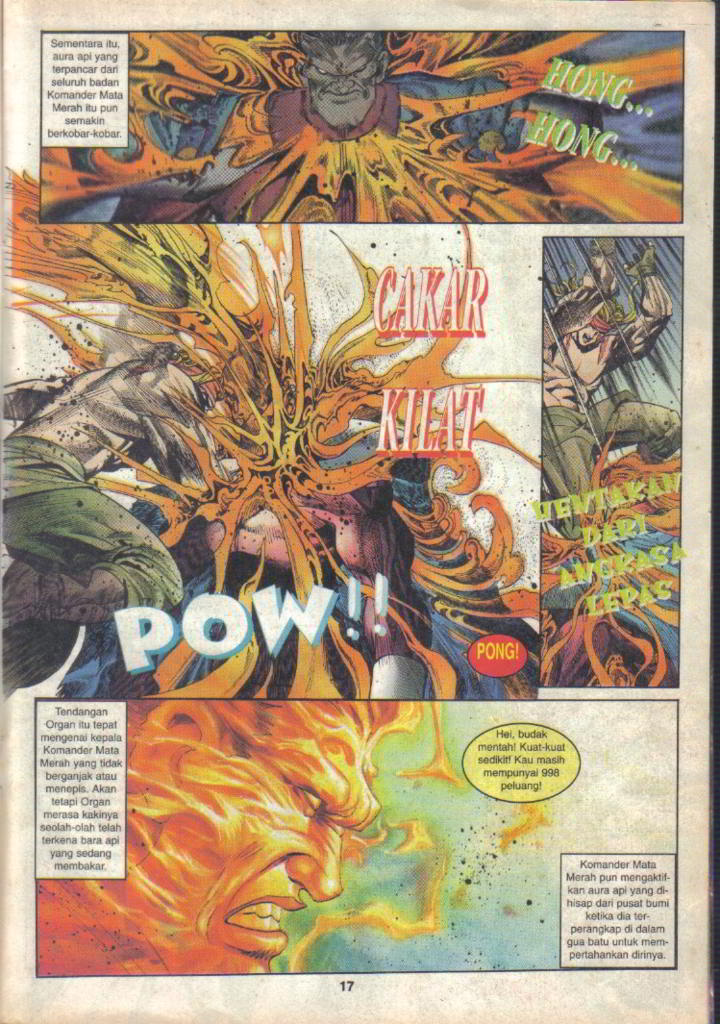 Sementara itu,
aura api yang
terpancar dari
seluruh badan
Komander Mata
Merah itu pun
semakin
berkobar-kobar.
HONG...
HONG...
CAKAR
KILAT
HENTAKAN
DARI
ANGKASA
LEPAS
POW!!
PONG!
Tendangan
Organ itu tepat
mengenai kepala
Komander Mata
Merah yang tidak
berganjak atau
menepis. Akan
tetapi Organ
merasa kakinya
seolah-olah telah
terkena bara api
yang sedang
membakar.
Hei, budak
mentah! Kuat-kuat
sedikit! Kau masih
mempunyai 998
peluang!
Komander Mata
Merah pun mengaktif-
kan aura api yang di-
hisap dari pusat bumi
ketika dia ter-
perangkap di dalam
gua batu untuk mem-
pertahankan dirinya.
17